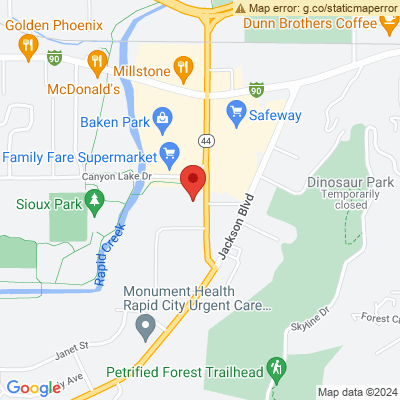 Map error: g.co/staticmaperror
Golden Phoenix
Dunn Brothers Coffee
90
McDonald's
Millstone
90
Baken Park
Safeway
44
Family Fare Supermarket
Canyon Lake Dr
Sioux Park
Dinosaur Park
Temporarily
closed
Jackson Blvd
Rapid Creek
Monument Health
Rapid City Urgent Care...
Skyline Dr
Forest C
Janet St
Petrified Forest Trailhead
Google
Ave
Map data ©2024